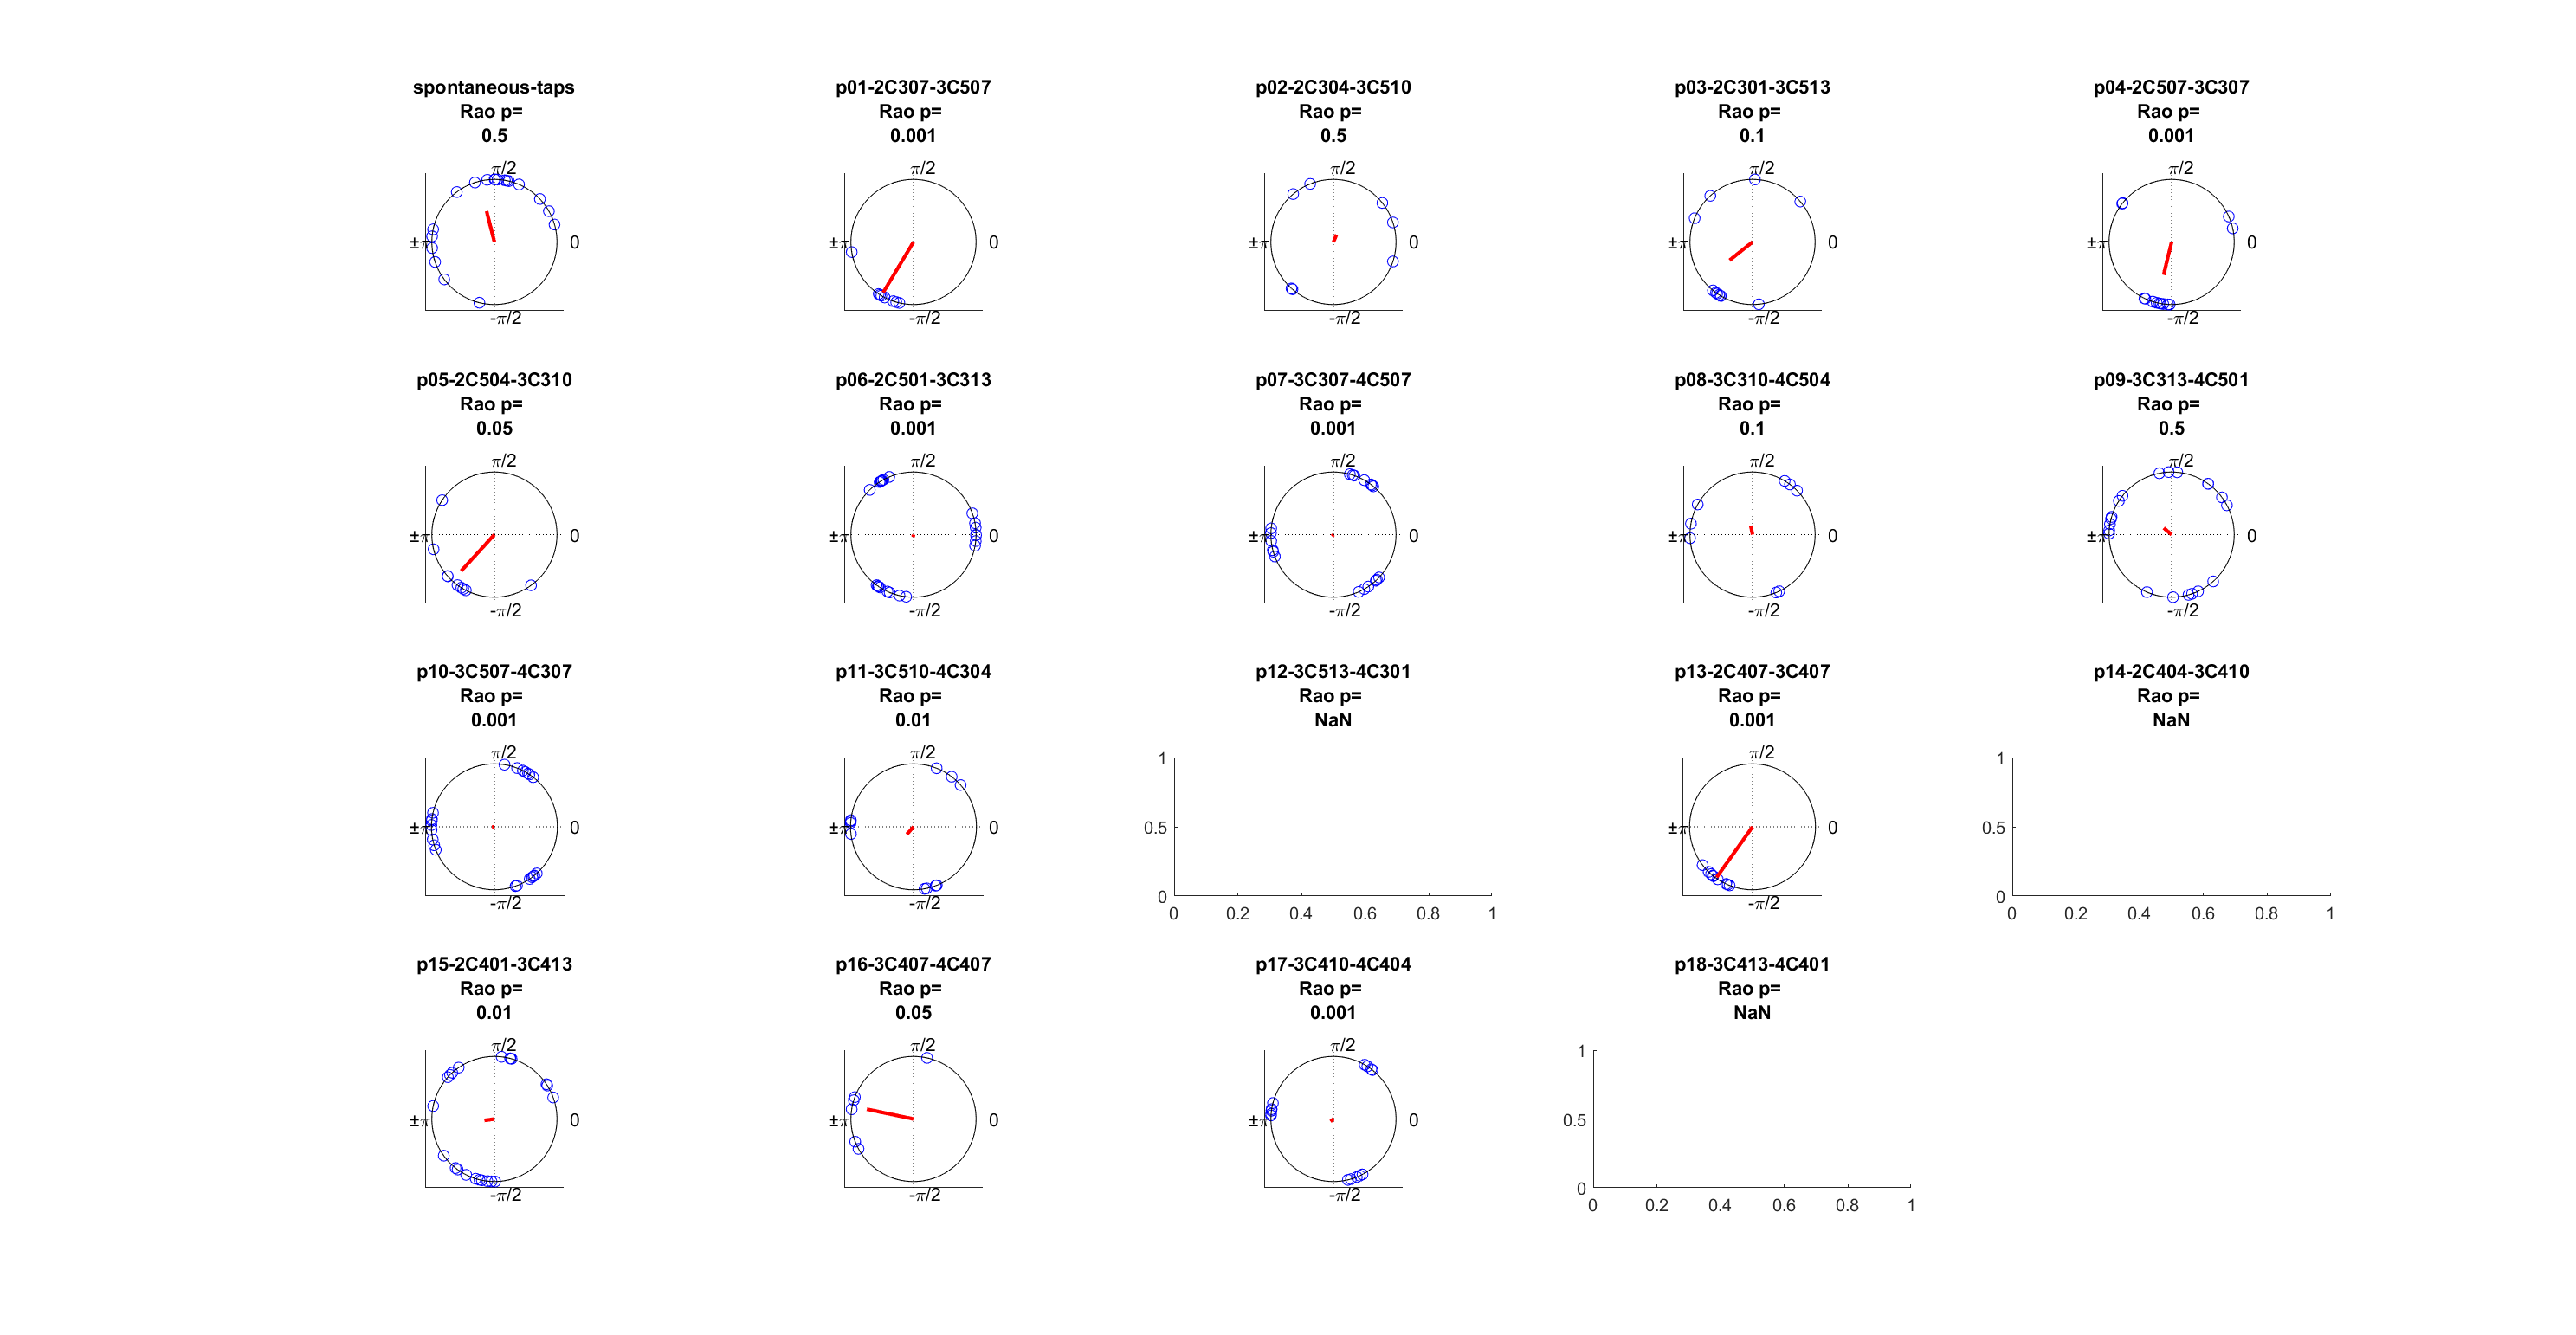 spontaneous-taps
Rao p=
0.5
π/2
±π
0
-π/2
p01-2C307-3C507
Rao p=
0.001
π/2
±π
0
-π/2
p02-2C304-3C510
Rao p=
0.5
π/2
±π
0
-π/2
p03-2C301-3C513
Rao p=
0.1
π/2
±π
0
-π/2
p04-2C507-3C307
Rao p=
0.001
π/2
±π
0
-π/2
p05-2C504-3C310
Rao p=
0.05
π/2
±π
0
-π/2
p06-2C501-3C313
Rao p=
0.001
π/2
±π
0
-π/2
p07-3C307-4C507
Rao p=
0.001
π/2
±π
0
-π/2
p08-3C310-4C504
Rao p=
0.1
π/2
±π
0
-π/2
p09-3C313-4C501
Rao p=
0.5
π/2
±π
0
-π/2
p10-3C507-4C307
Rao p=
0.001
π/2
±π
0
-π/2
p11-3C510-4C304
Rao p=
0.01
π/2
±π
0
-π/2
p12-3C513-4C301
Rao p=
NaN
1
0.5
0
0 0.2 0.4 0.6 0.8 1
p13-2C407-3C407
Rao p=
0.001
π/2
±π
0
-π/2
p14-2C404-3C410
Rao p=
NaN
1
0.5
0
0 0.2 0.4 0.6 0.8 1
p15-2C401-3C413
Rao p=
0.01
π/2
±π
0
-π/2
p16-3C407-4C407
Rao p=
0.05
π/2
±π
0
-π/2
p17-3C410-4C404
Rao p=
0.001
π/2
±π
0
-π/2
p18-3C413-4C401
Rao p=
NaN
1
0.5
0
0 0.2 0.4 0.6 0.8 1